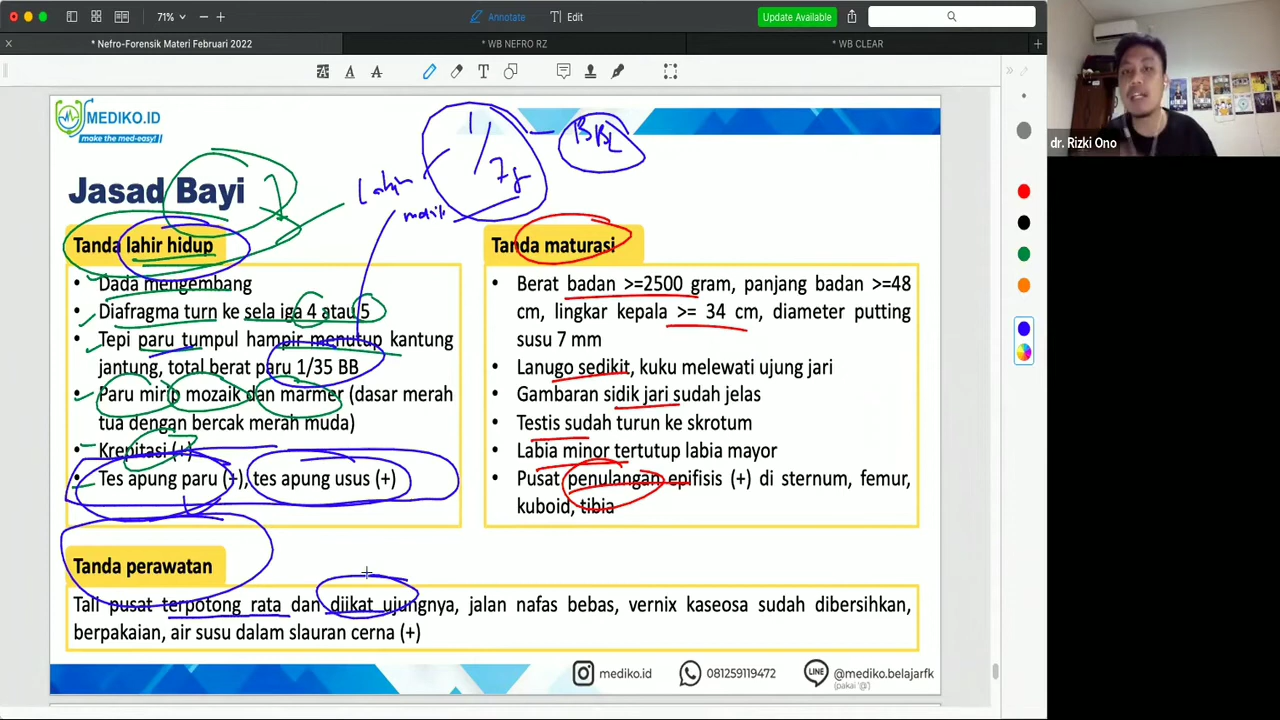 71%
Annotate
Edit
Update Available
* Nefro-Forensik Materi Februari 2022
* WB NEFRO RZ
* WB CLEAR
MEDIKO.ID
make the med-easy!
1/7g
BBL
Lahir
mati
Jasad Bayi
Tanda lahir hidup
• Dada mengembang
• Diafragma turn ke sela iga 4 atau 5
• Tepi paru tumpul hampir menutup kantung
jantung, total berat paru 1/35 BB
• Paru mirip mozaik dan marmer (dasar merah
tua dengan bercak merah muda)
• Krepitasi (+)
• Tes apung paru (+), tes apung usus (+)
Tanda maturasi
• Berat badan >=2500 gram, panjang badan >=48
cm, lingkar kepala >= 34 cm, diameter putting
susu 7 mm
• Lanugo sedikit, kuku melewati ujung jari
• Gambaran sidik jari sudah jelas
• Testis sudah turun ke skrotum
• Labia minor tertutup labia mayor
• Pusat penulangan epifisis (+) di sternum, femur,
kuboid, tibia
Tanda perawatan
Tali pusat terpotong rata dan diikat ujungnya, jalan nafas bebas, vernix kaseosa sudah dibersihkan,
berpakaian, air susu dalam slauran cerna (+)
mediko.id
081259119472
LINE
@mediko.belajarfk
(pakai '@')
dr. Rizki Ono